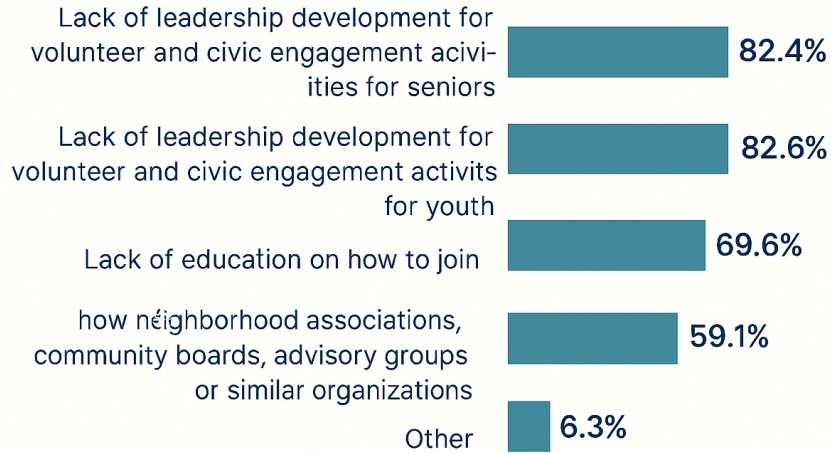 Lack of leadership development for
volunteer and civic engagement acivi-
ities for seniors
82.4%
Lack of leadership development for
volunteer and civic engagement activits
for youth
82.6%
Lack of education on how to join
69.6%
how neighborhood associations,
community boards, advisory groups
or similar organizations
59.1%
Other
6.3%